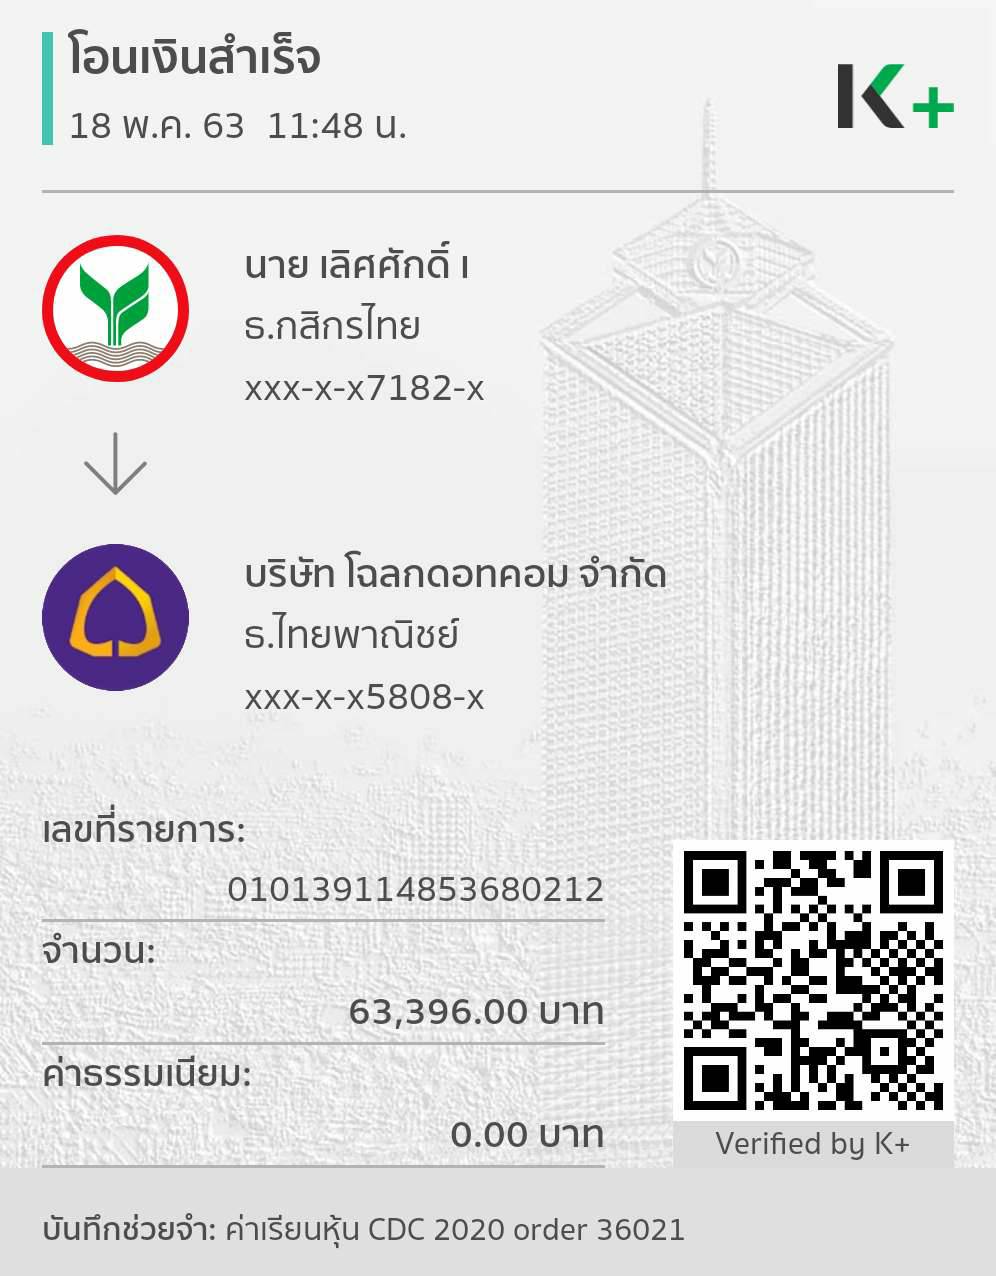 โอนเงินสำเร็จ
18 พ.ค. 63 11:48 น.
K+
นาย เลิศศักดิ์ เ
ธ.กสิกรไทย
xxx-x-x7182-x
บริษัท โฉลกดอทคอม จำกัด
ธ.ไทยพาณิชย์
xxx-x-x5808-x
เลขที่รายการ:
010139114853680212
จำนวน:
63,396.00 บาท
ค่าธรรมเนียม:
0.00 บาท
Verified by K+
บันทึกช่วยจำ: ค่าเรียนหุ้น CDC 2020 order 36021